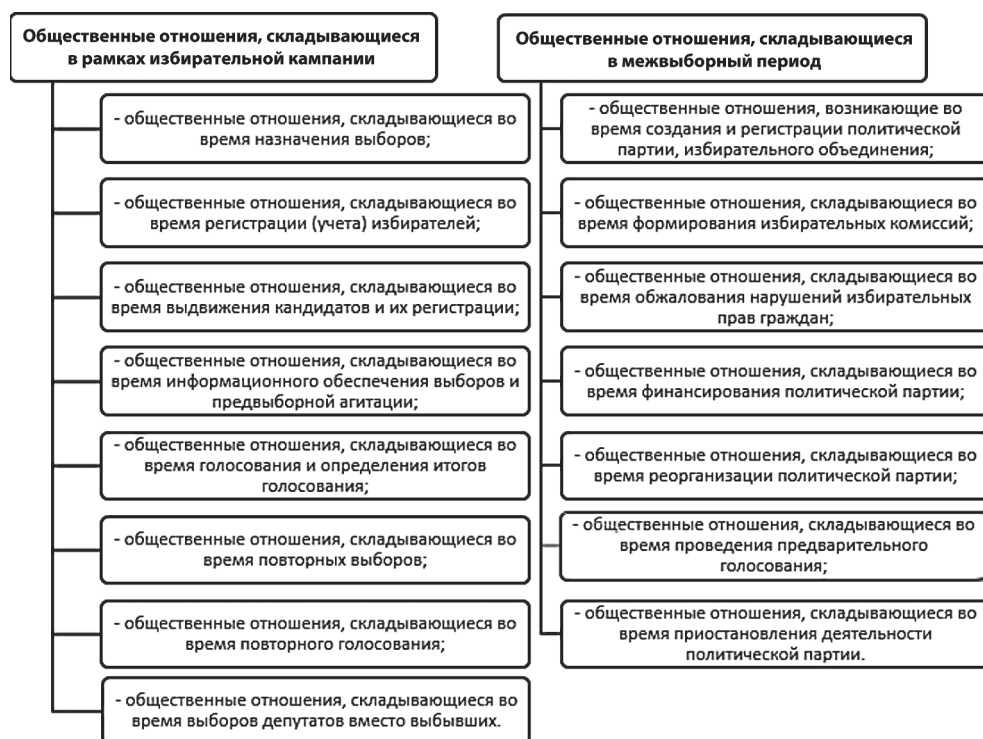 Общественные отношения, складывающиеся
в рамках избирательной кампании
- общественные отношения, складывающиеся во
время назначения выборов;
- общественные отношения, складывающиеся во
время регистрации (учета) избирателей;
- общественные отношения, складывающиеся во
время выдвижения кандидатов и их регистрации;
- общественные отношения, складывающиеся во
время информационного обеспечения выборов и
предвыборной агитации;
- общественные отношения, складывающиеся во
время голосования и определения итогов
голосования;
- общественные отношения, складывающиеся во
время повторных выборов;
- общественные отношения, складывающиеся во
время повторного голосования;
- общественные отношения, складывающиеся во
время выборов депутатов вместо выбывших.
Общественные отношения, складывающиеся
в межвыборный период
- общественные отношения, возникающие во
время создания и регистрации политической
партии, избирательного объединения;
- общественные отношения, складывающиеся во
время формирования избирательных комиссий;
- общественные отношения, складывающиеся во
время обжалования нарушений избирательных
прав граждан;
- общественные отношения, складывающиеся во
время финансирования политической партии;
- общественные отношения, складывающиеся во
время реорганизации политической партии;
- общественные отношения, складывающиеся во
время проведения предварительного
голосования;
- общественные отношения, складывающиеся во
время приостановления деятельности
политической партии.